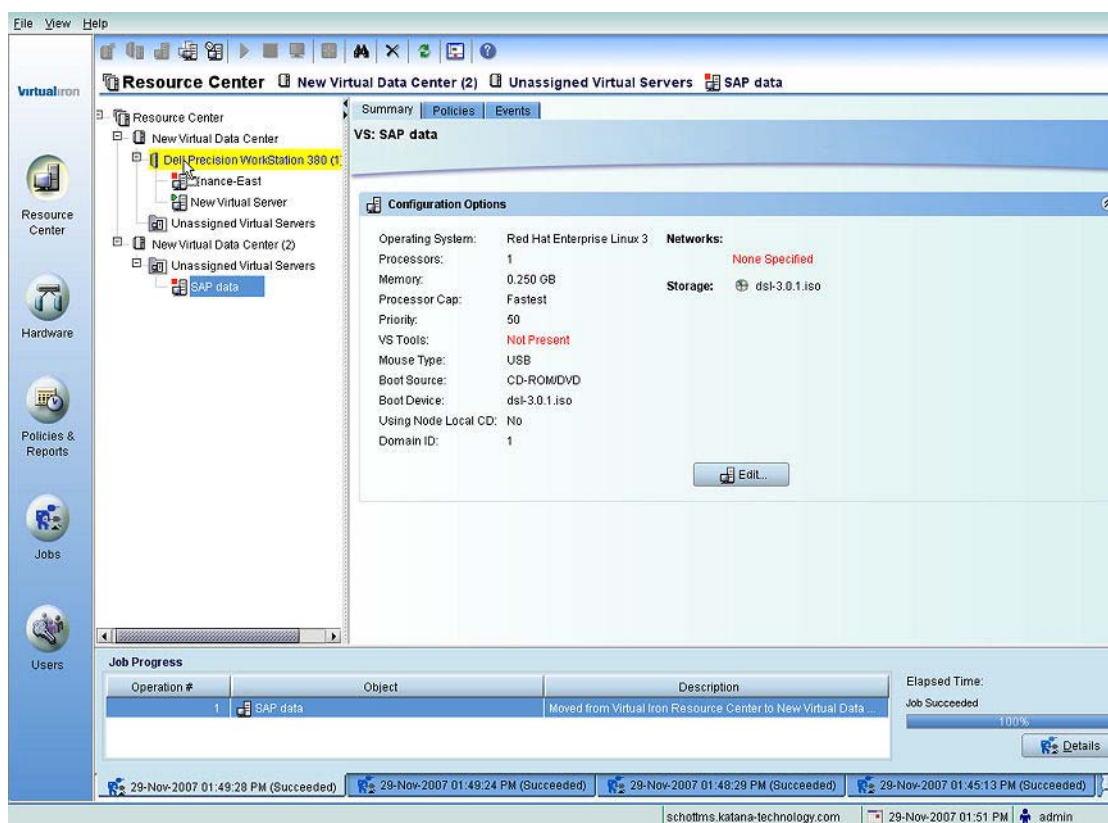 File View Help
Virtualiron
Resource Center New Virtual Data Center (2) Unassigned Virtual Servers SAP data
Resource Center
Hardware
Policies & Reports
Jobs
Users
Resource Center
New Virtual Data Center
Dell Precision WorkStation 380 (1
nance-East
New Virtual Server
Unassigned Virtual Servers
New Virtual Data Center (2)
Unassigned Virtual Servers
SAP data
Summary Policies Events
VS: SAP data
Configuration Options
Operating System: Red Hat Enterprise Linux 3 Networks:
Processors: 1 None Specified
Memory: 0.250 GB
Storage: dsl-3.0.1.iso
Processor Cap: Fastest
Priority: 50
VS Tools: Not Present
Mouse Type: USB
Boot Source: CD-ROM/DVD
Boot Device: dsl-3.0.1.iso
Using Node Local CD: No
Domain ID: 1
Edit...
Job Progress
Operation # Object Description
1 SAP data Moved from Virtual Iron Resource Center to New Virtual Data ...
Elapsed Time:
Job Succeeded
100%
Details
29-Nov-2007 01:49:28 PM (Succeeded) 29-Nov-2007 01:49:24 PM (Succeeded) 29-Nov-2007 01:48:29 PM (Succeeded) 29-Nov-2007 01:45:13 PM (Succeeded)
schottms.katana-technology.com 29-Nov-2007 01:51 PM admin